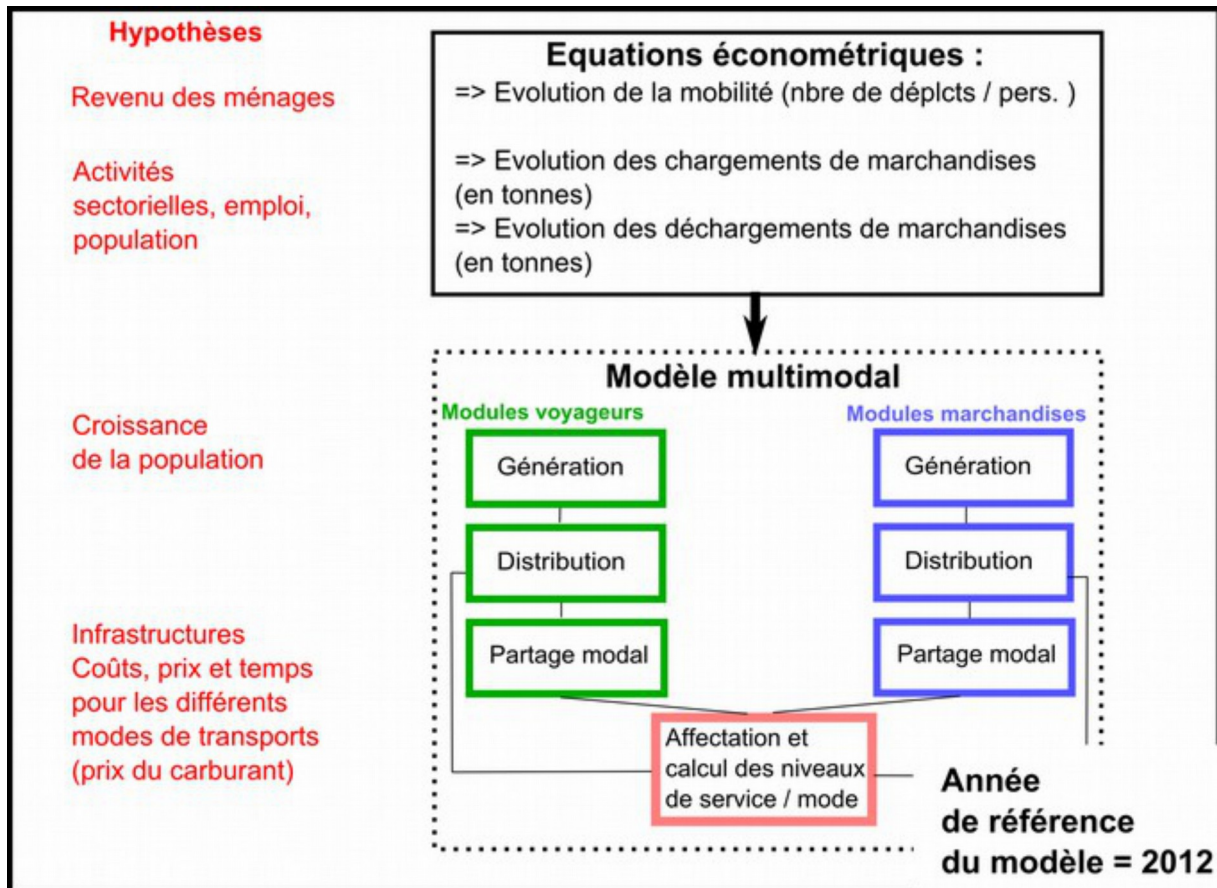 Hypothèses
Revenu des ménages
Activités
sectorielles, emploi,
population
Croissance
de la population
Infrastructures
Coûts, prix et temps
pour les différents
modes de transports
(prix du carburant)
Equations économétriques :
=> Evolution de la mobilité (nbre de déplcts / pers. )
=> Evolution des chargements de marchandises
(en tonnes)
=> Evolution des déchargements de marchandises
(en tonnes)
Modèle multimodal
Modules voyageurs
Génération
Distribution
Partage modal
Modules marchandises
Génération
Distribution
Partage modal
Affectation et
calcul des niveaux
de service / mode
Année
de référence
du modèle = 2012